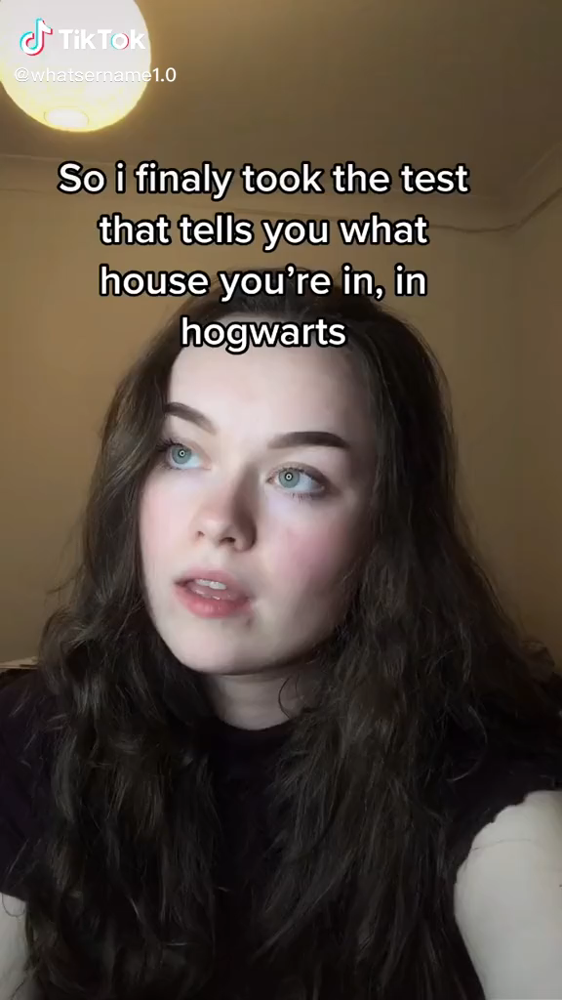 TikTok
@whatsername1.0
So i finaly took the test
that tells you what
house you're in, in
hogwarts